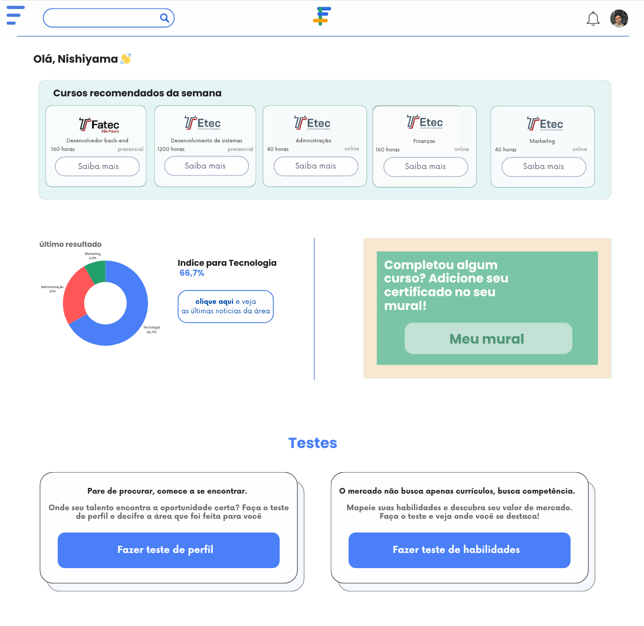 Olá, Nishiyama
Cursos recomendados da semana
Fatec
São Paulo
Desenvolvedor back-end
160 horas presencial
Saiba mais
Etec
Desenvolvimento de sistemas
1200 horas presencial
Saiba mais
Etec
Administração
40 horas online
Saiba mais
Etec
Finanças
160 horas online
Saiba mais
Etec
Marketing
40 horas online
Saiba mais
último resultado
Marketing
8,3%
Administração
25%
Tecnologia
66,7%
Indice para Tecnologia
66,7%
clique aqui e veja
as últimas noticias da área
Completou algum
curso? Adicione seu
certificado no seu
mural!
Meu mural
Testes
Pare de procurar, comece a se encontrar.
Onde seu talento encontra a oportunidade certa? Faça o teste
de perfil e decifre a área que foi feita para você
Fazer teste de perfil
O mercado não busca apenas currículos, busca competência.
Mapeie suas habilidades e descubra seu valor de mercado.
Faça o teste e veja onde você se destaca!
Fazer teste de habilidades